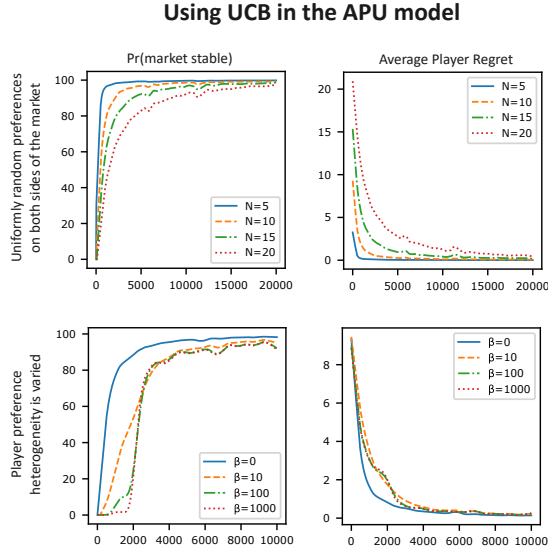 Using UCB in the APU model
Pr(market stable)
Average Player Regret
Uniformly random preferences
on both sides of the market
100
80
60
40
20
0
0 5000 10000 15000 20000
N=5
N=10
N=15
N=20
20
15
10
5
0
0 5000 10000 15000 20000
N=5
N=10
N=15
N=20
Player preference
heterogeneity is varied
100
80
60
40
20
0
0 2000 4000 6000 8000 10000
β=0
β=10
β=100
β=1000
8
6
4
2
0
0 2000 4000 6000 8000 10000
β=0
β=10
β=100
β=1000